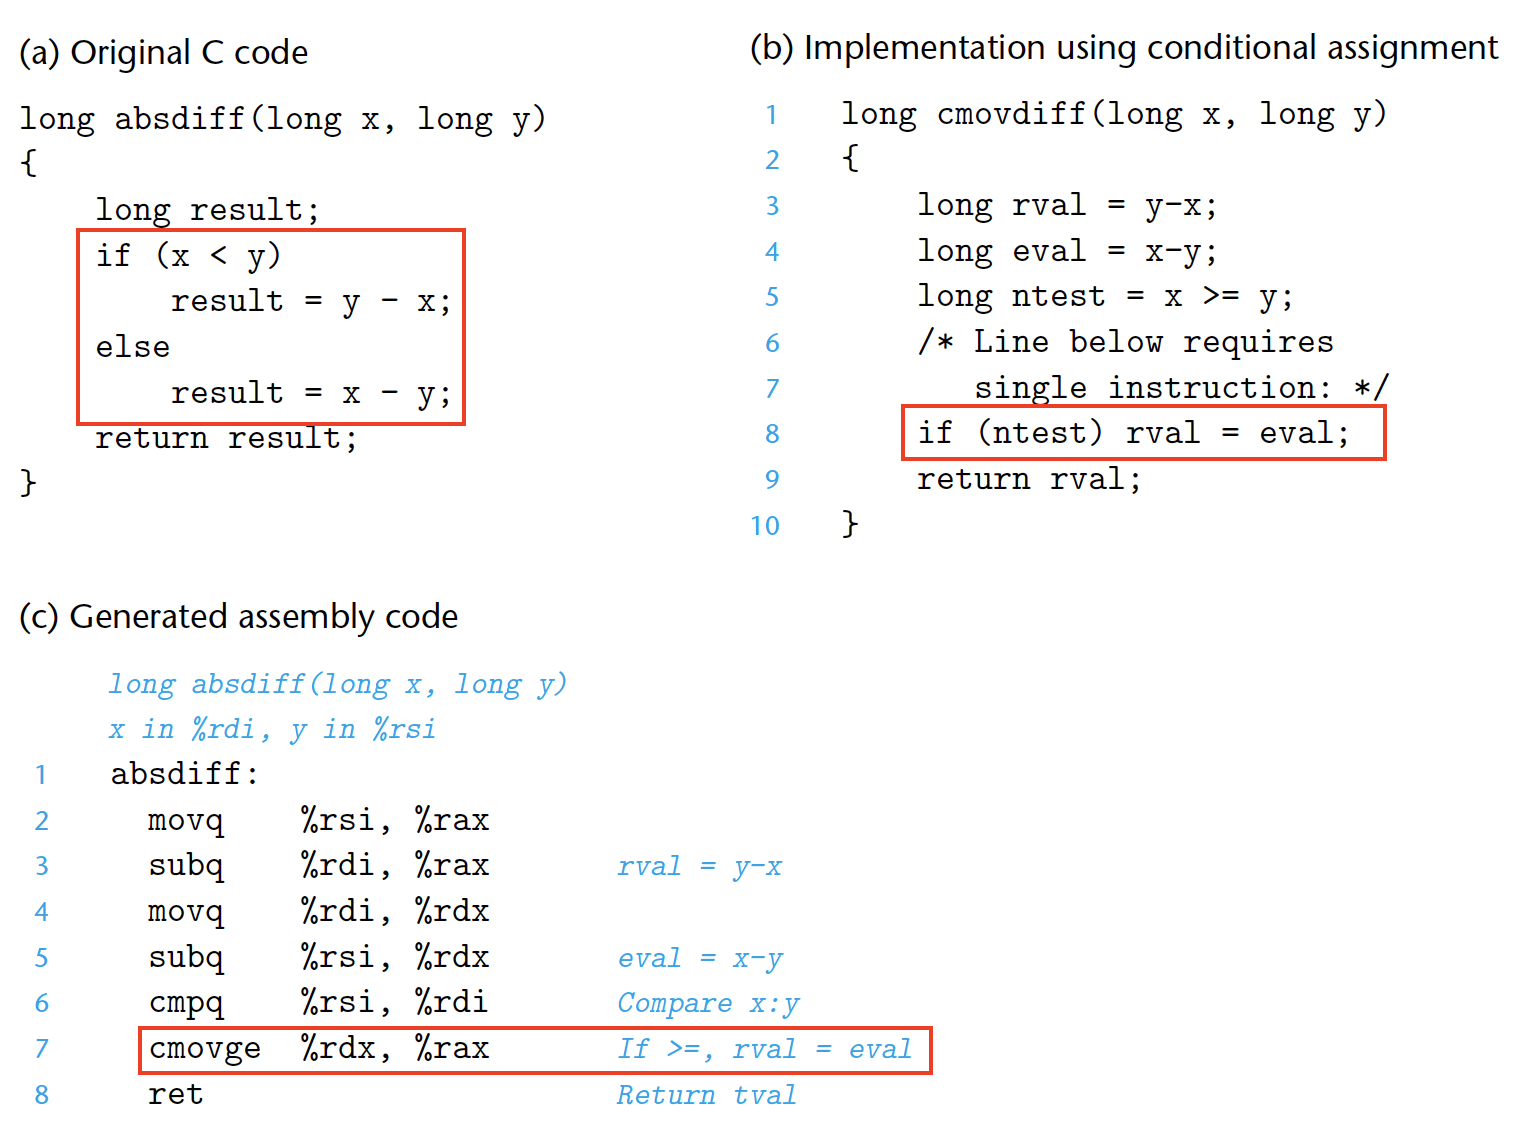 (a) Original C code
long absdiff(long x, long y)
{
    long result;
    if (x < y)
        result = y - x;
    else
        result = x - y;
    return result;
}
(b) Implementation using conditional assignment
1 long cmovdiff(long x, long y)
2 {
3     long rval = y-x;
4     long eval = x-y;
5     long ntest = x >= y;
6     /* Line below requires
7        single instruction: */
8     if (ntest) rval = eval;
9     return rval;
10 }
(c) Generated assembly code
long absdiff(long x, long y)
x in %rdi, y in %rsi
1 absdiff:
2   movq %rsi, %rax
3   subq %rdi, %rax rval = y-x
4   movq %rdi, %rdx
5   subq %rsi, %rdx eval = x-y
6   cmpq %rsi, %rdi Compare x:y
7   cmovge %rdx, %rax If >=, rval = eval
8   ret Return tval